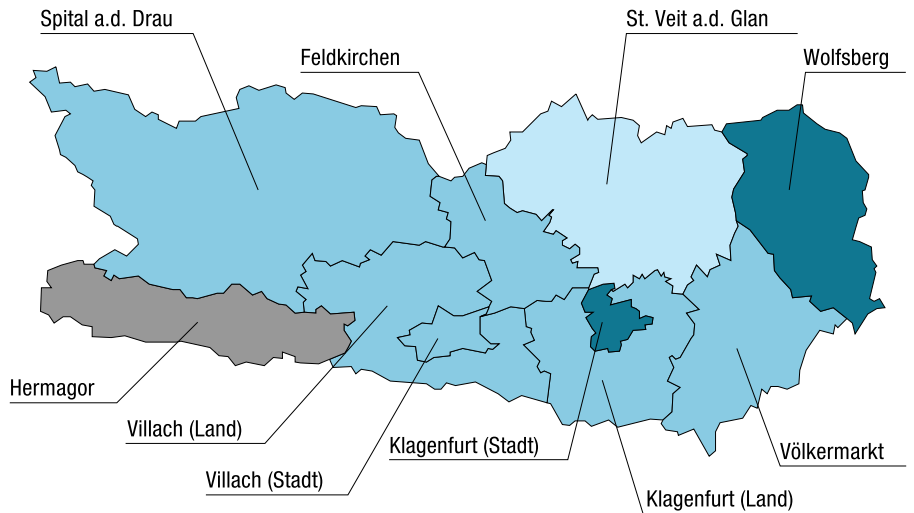 Spital a.d. Drau
St. Veit a.d. Glan
Feldkirchen
Wolfsberg
Hermagor
Villach (Land)
Klagenfurt (Stadt)
Völkermarkt
Villach (Stadt)
Klagenfurt (Land)